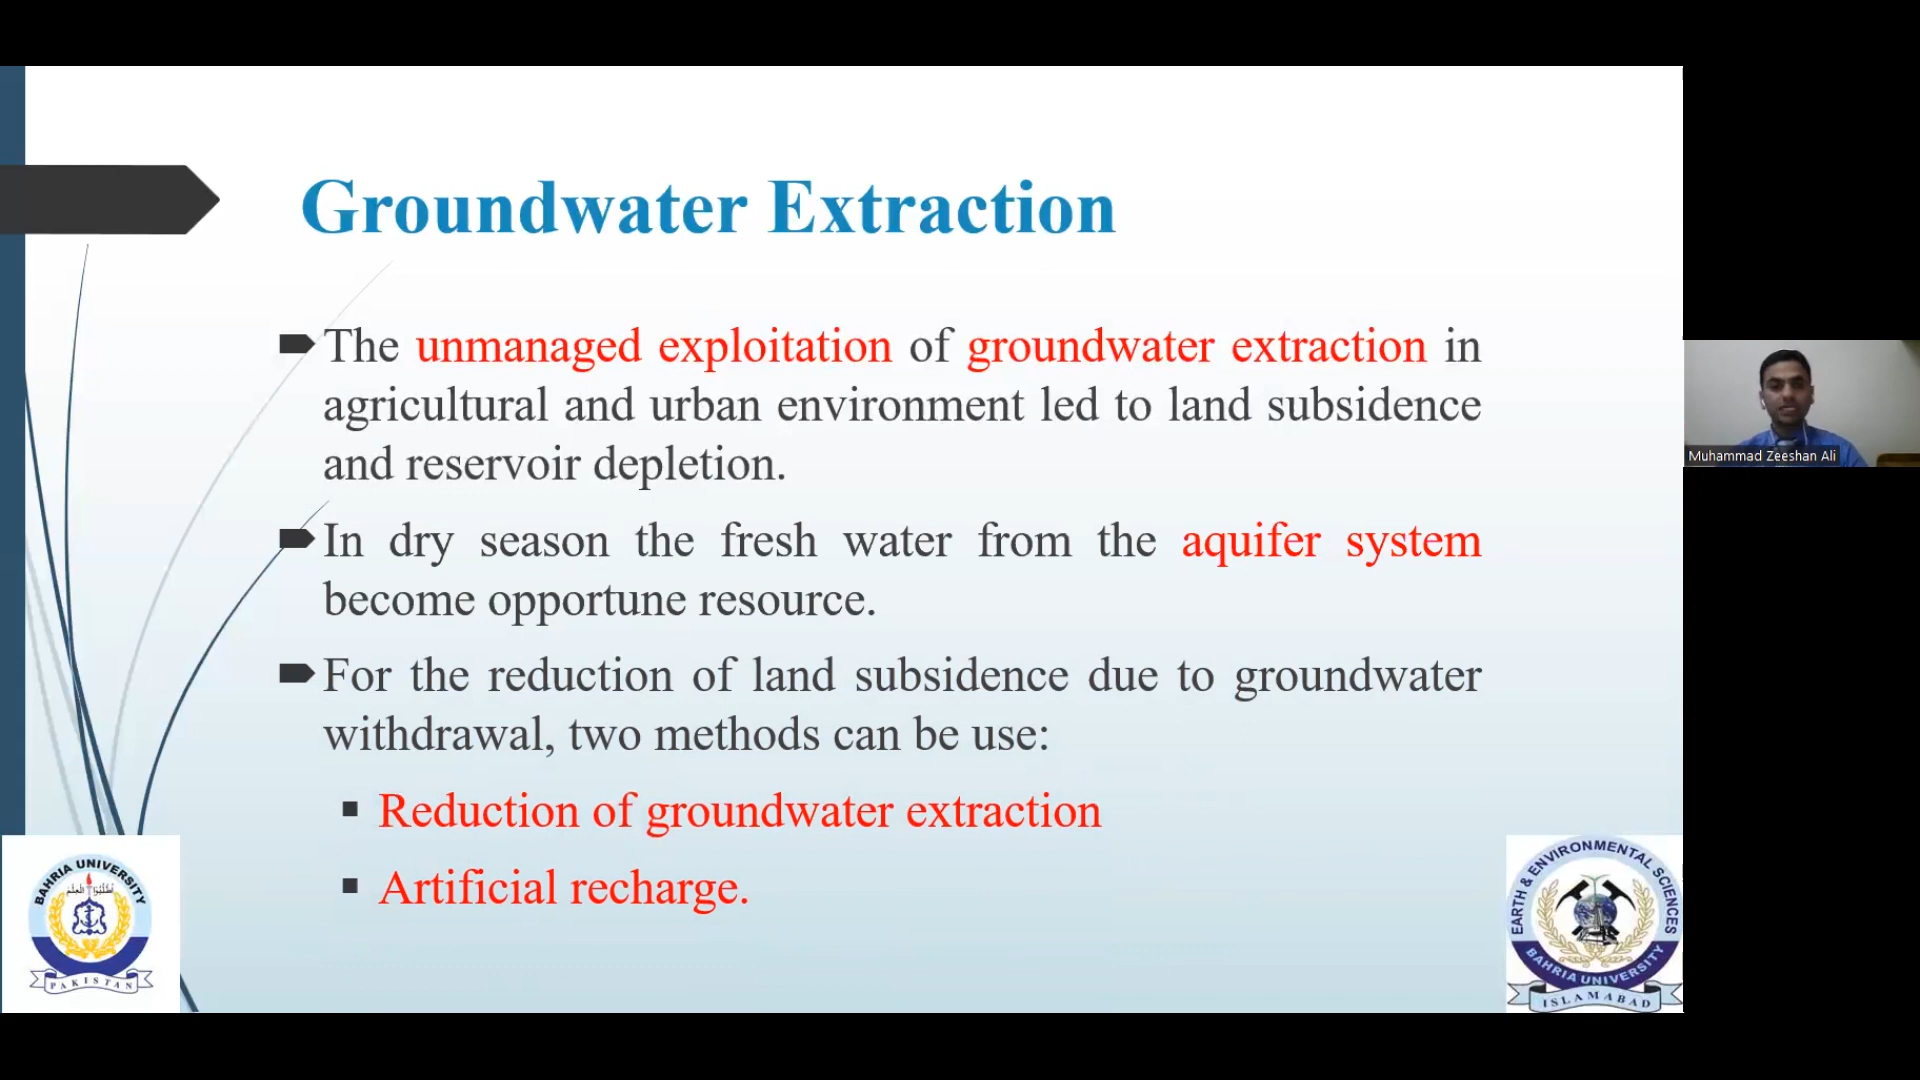 Groundwater Extraction
The unmanaged exploitation of groundwater extraction in
agricultural and urban environment led to land subsidence
and reservoir depletion.
In dry season the fresh water from the aquifer system
become opportune resource.
For the reduction of land subsidence due to groundwater
withdrawal, two methods can be use:
Reduction of groundwater extraction
Artificial recharge.
Muhammad Zeeshan Ali
BAHRIA UNIVERSITY
PAKISTAN
EARTH & ENVIRONMENTAL SCIENCES
BAHRIA UNIVERSITY
ISLAMABAD